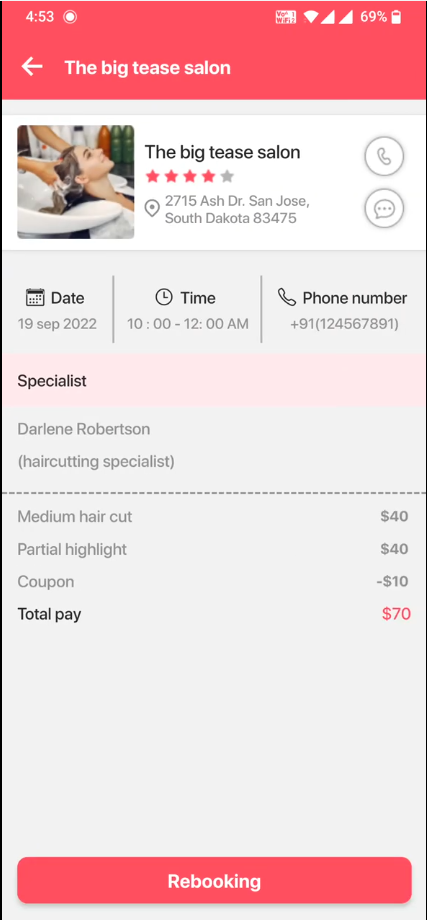 4:53 69%
The big tease salon
The big tease salon
2715 Ash Dr. San Jose,
South Dakota 83475
Date Time Phone number
19 sep 2022 10 : 00 - 12: 00 AM +91(124567891)
Specialist
Darlene Robertson
(haircutting specialist)
Medium hair cut $40
Partial highlight $40
Coupon -$10
Total pay $70
Rebooking